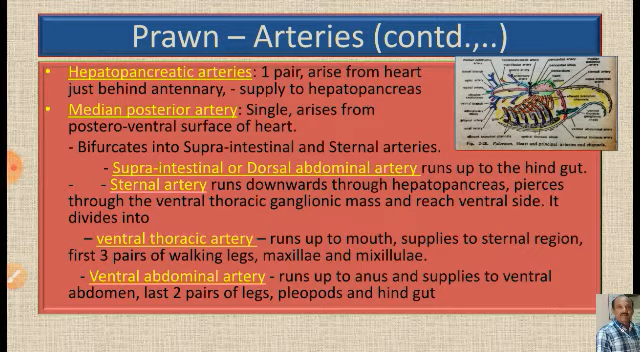 Prawn – Arteries (contd.,..)
• Hepatopancreatic arteries: 1 pair, arise from heart
just behind antennary, - supply to hepatopancreas
• Median posterior artery: Single, arises from
postero-ventral surface of heart.
- Bifurcates into Supra-intestinal and Sternal arteries.
- Supra-intestinal or Dorsal abdominal artery runs up to the hind gut.
- - Sternal artery runs downwards through hepatopancreas, pierces
through the ventral thoracic ganglionic mass and reach ventral side. It
divides into
– ventral thoracic artery – runs up to mouth, supplies to sternal region,
first 3 pairs of walking legs, maxillae and mixillulae.
- Ventral abdominal artery - runs up to anus and supplies to ventral
abdomen, last 2 pairs of legs, pleopods and hind gut